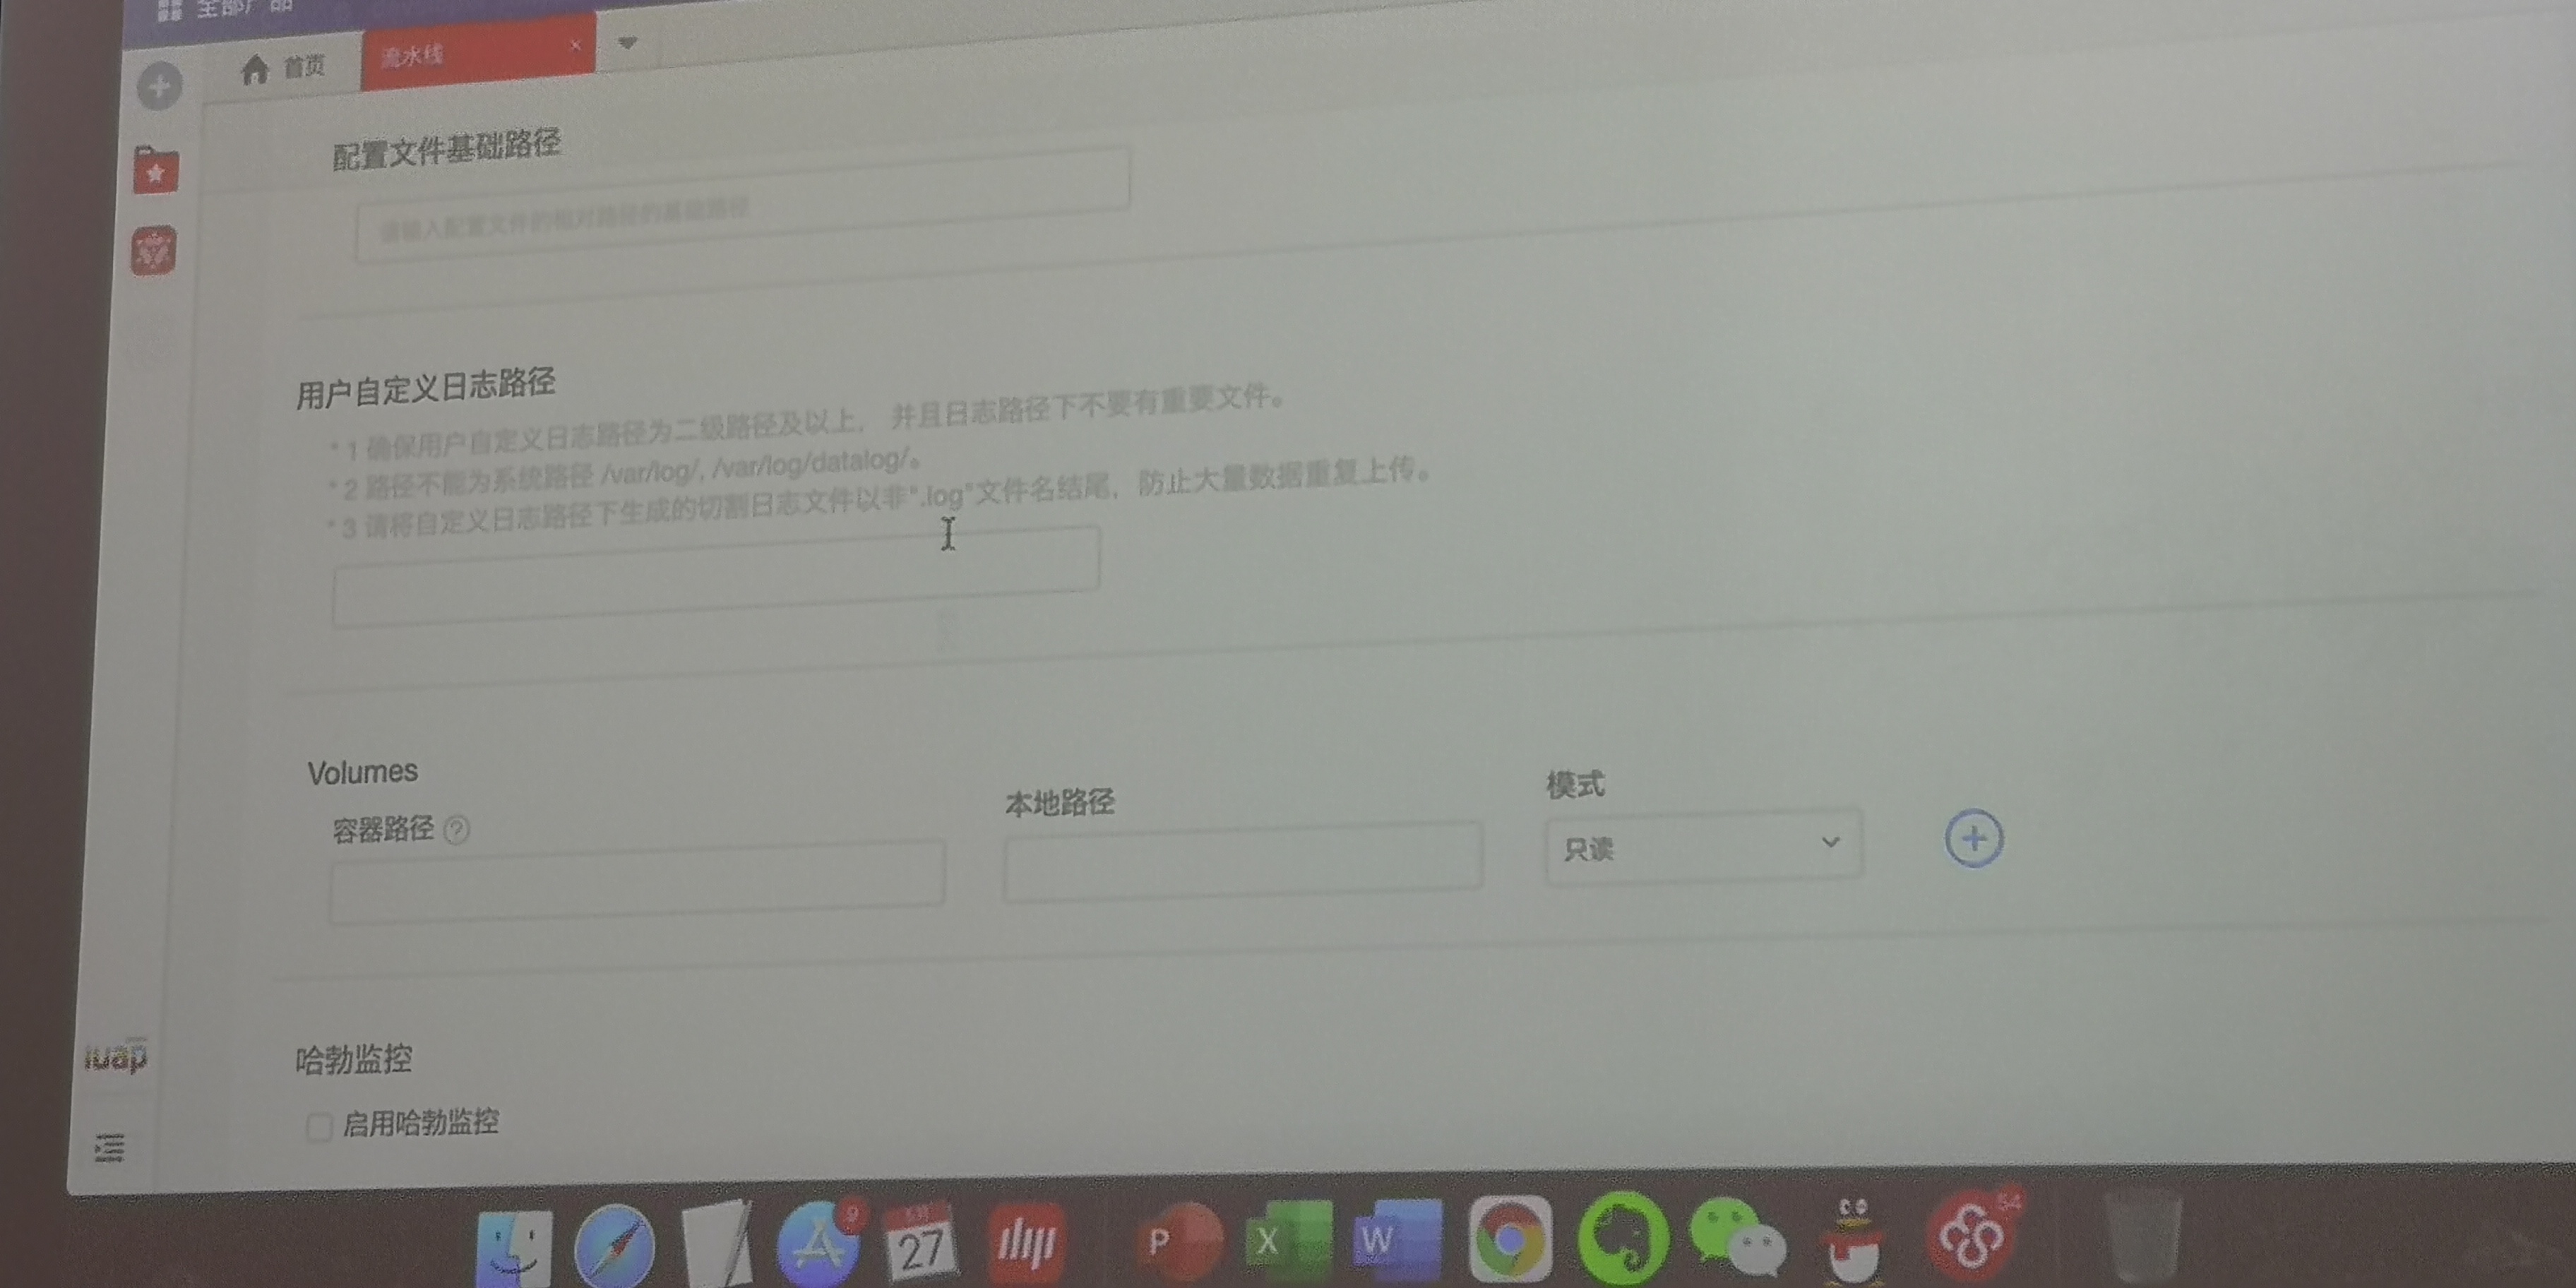 全部产品
首页
流水线
配置文件基础路径
请输入配置文件的相对路径的基础路径
用户自定义日志路径
* 1 确保用户自定义日志路径为二级路径及以上， 并且日志路径下不要有重要文件。
* 2 路径不能为系统路径 /var/log/, /var/log/datalog/。
* 3 请将自定义日志路径下生成的切割日志文件以非".log"文件名结尾，防止大量数据重复上传。
Volumes
容器路径 ?
本地路径
模式
只读
iuap
哈勃监控
启用哈勃监控
9
27
P
X
W
54